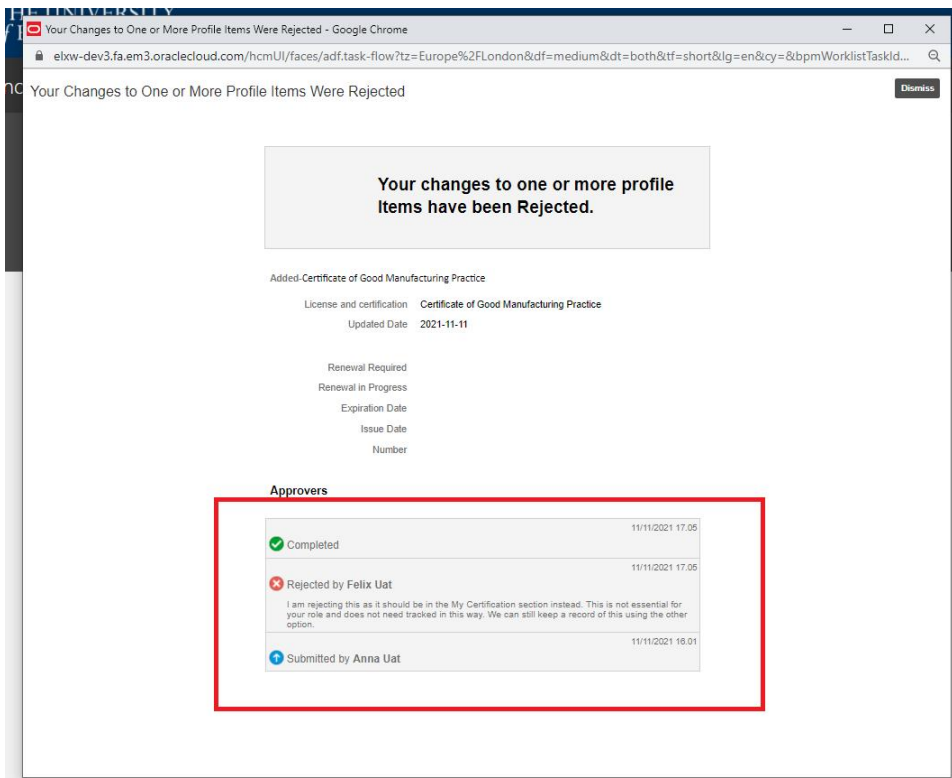 THE UNIVERSITY
Your Changes to One or More Profile Items Were Rejected - Google Chrome
elxw-dev3.fa.em3.oraclecloud.com/hcmUI/faces/adf.task-flow?tz=Europe%2FLondon&df=medium&dt=both&tf=short&lg=en&cy=&bpmWorklistTaskId...
Your Changes to One or More Profile Items Were Rejected
Dismiss
Your changes to one or more profile
Items have been Rejected.
Added-Certificate of Good Manufacturing Practice
License and certification Certificate of Good Manufacturing Practice
Updated Date 2021-11-11
Renewal Required
Renewal in Progress
Expiration Date
Issue Date
Number
Approvers
11/11/2021 17.05
Completed
11/11/2021 17.05
Rejected by Felix Uat
I am rejecting this as it should be in the My Certification section instead. This is not essential for
your role and does not need tracked in this way. We can still keep a record of this using the other
option.
11/11/2021 16.01
Submitted by Anna Uat